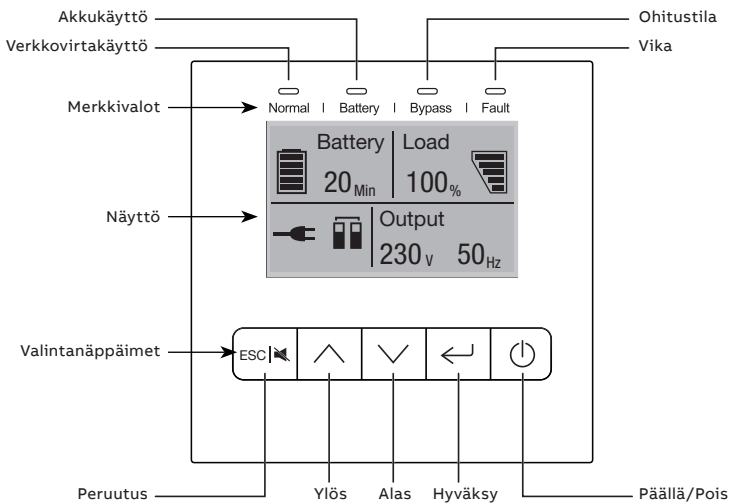 Akkukäyttö
Ohitustila
Verkkovirtakäyttö
Vika
Merkkivalot
Normal | Battery | Bypass | Fault
Battery
Load
20 Min
100 %
Näyttö
Output
230 V
50 Hz
Valintanäppäimet
ESC
Peruutus
Ylös
Alas
Hyväksy
Päällä/Pois